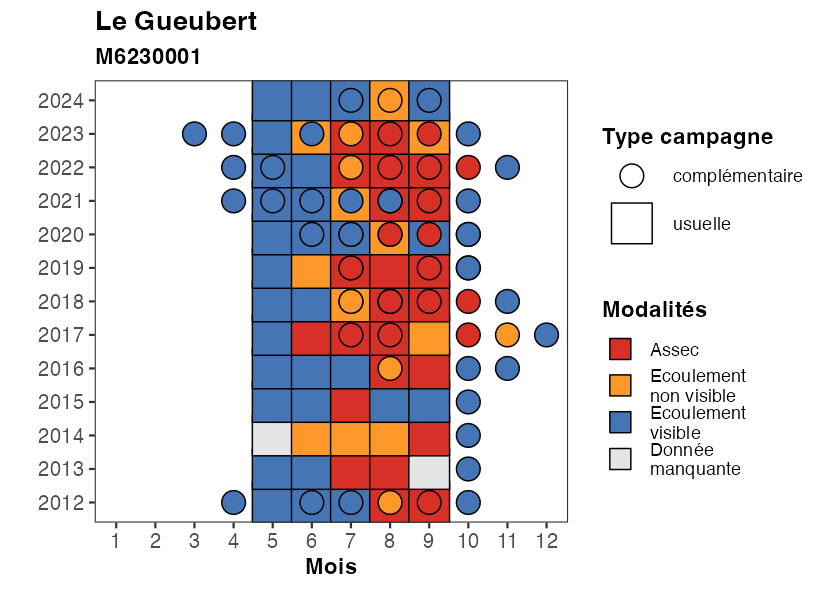 Le Gueubert
M6230001
2024
2023
2022
2021
2020
2019
2018
2017
2016
2015
2014
2013
2012
1 2 3 4 5 6 7 8 9 10 11 12
Mois
Type campagne
complémentaire
usuelle
Modalités
Assec
Ecoulement
non visible
Ecoulement
visible
Donnée
manquante